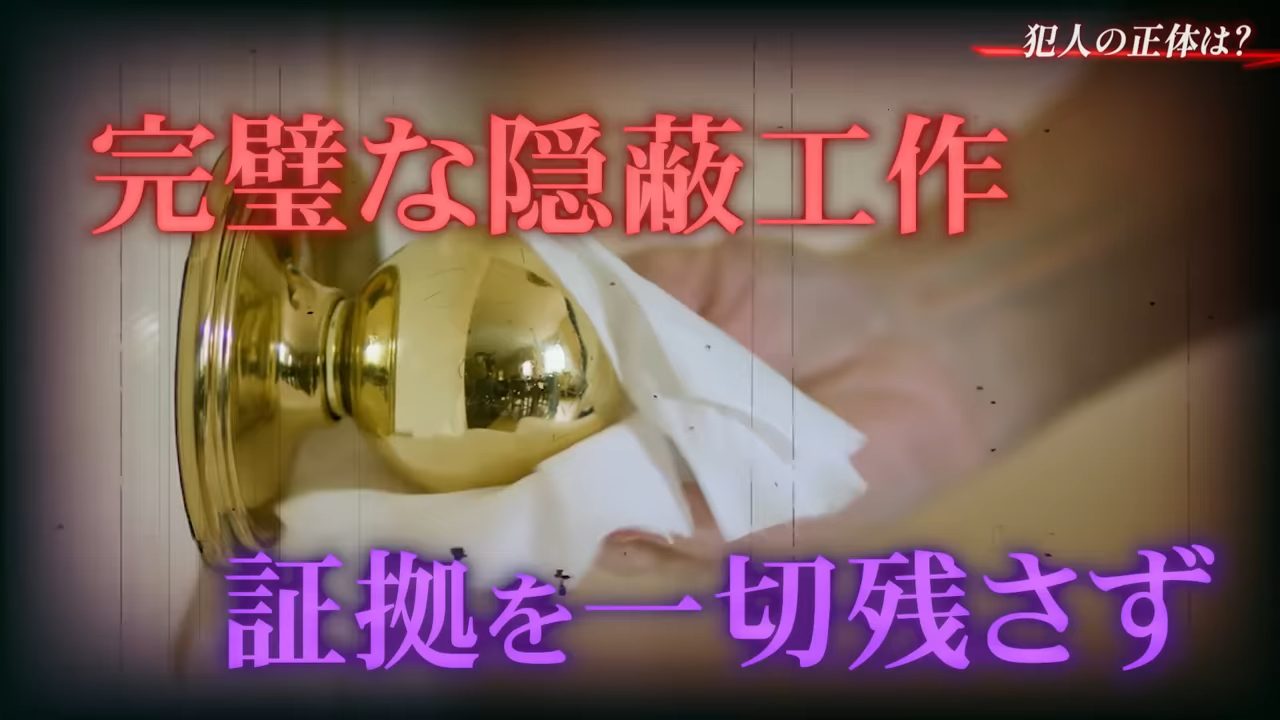 犯人の正体は?
完璧な隠蔽工作
証拠を一切残さず